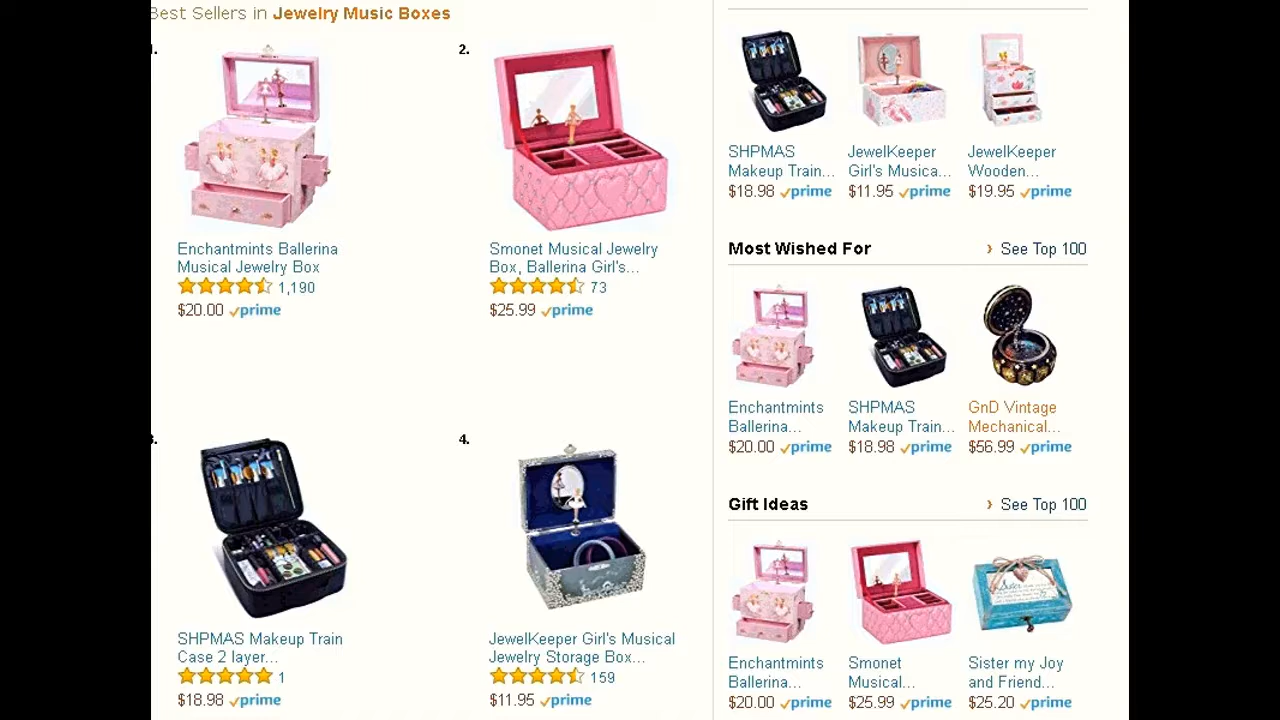 Best Sellers in Jewelry Music Boxes
1.
Enchantmints Ballerina
Musical Jewelry Box
1,190
$20.00 prime
2.
Smonet Musical Jewelry
Box, Ballerina Girl's...
73
$25.99 prime
3.
SHPMAS Makeup Train
Case 2 layer...
1
$18.98 prime
4.
JewelKeeper Girl's Musical
Jewelry Storage Box...
159
$11.95 prime
SHPMAS
Makeup Train...
$18.98 prime
JewelKeeper
Girl's Musica...
$11.95 prime
JewelKeeper
Wooden...
$19.95 prime
Most Wished For
› See Top 100
Enchantmints
Ballerina...
$20.00 prime
SHPMAS
Makeup Train...
$18.98 prime
GnD Vintage
Mechanical...
$56.99 prime
Gift Ideas
› See Top 100
Enchantmints
Ballerina...
$20.00 prime
Smonet
Musical...
$25.99 prime
Sister
Sister my Joy
and Friend...
$25.20 prime